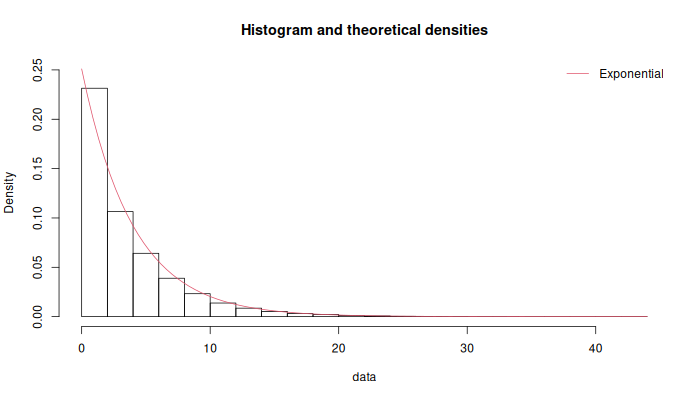 Histogram and theoretical densities
Exponential
Density
0.00 0.05 0.10 0.15 0.20 0.25
0 10 20 30 40
data